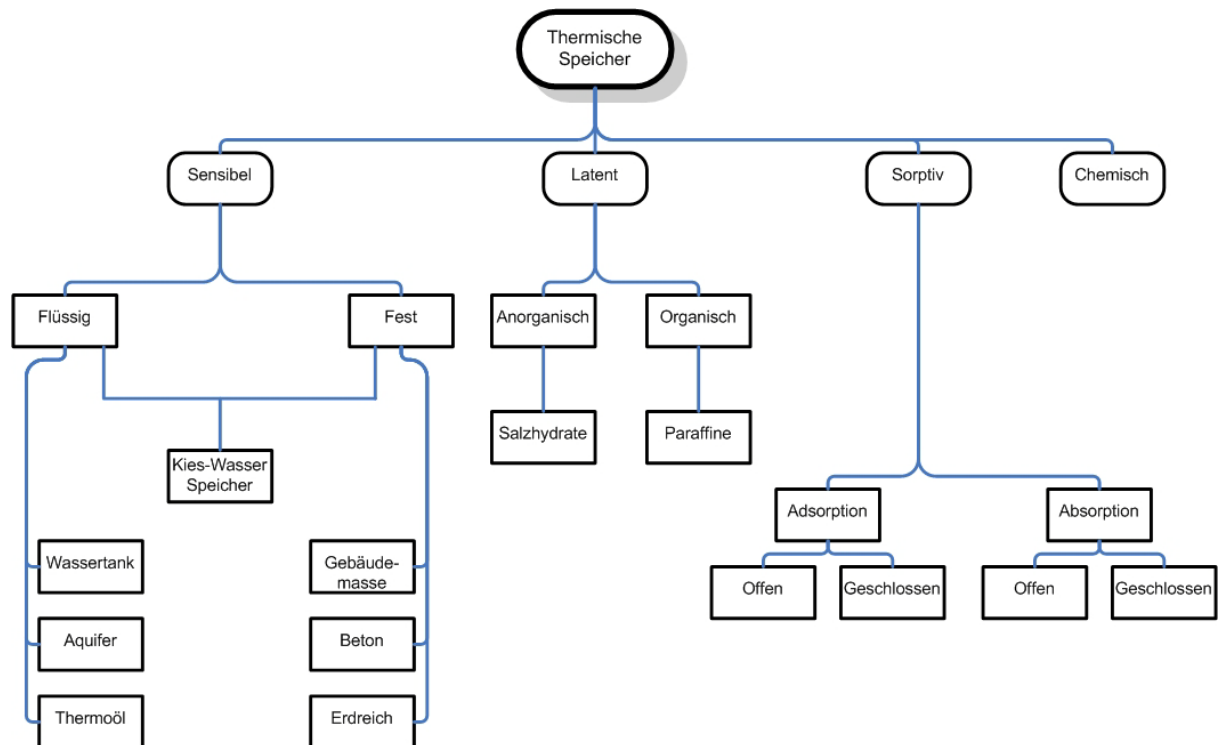 Thermische
Speicher
Sensibel
Latent
Sorptiv
Chemisch
Flüssig
Fest
Anorganisch
Organisch
Salzhydrate
Paraffine
Kies-Wasser
Speicher
Adsorption
Absorption
Wassertank
Gebäude-
masse
Offen
Geschlossen
Offen
Geschlossen
Aquifer
Beton
Thermoöl
Erdreich